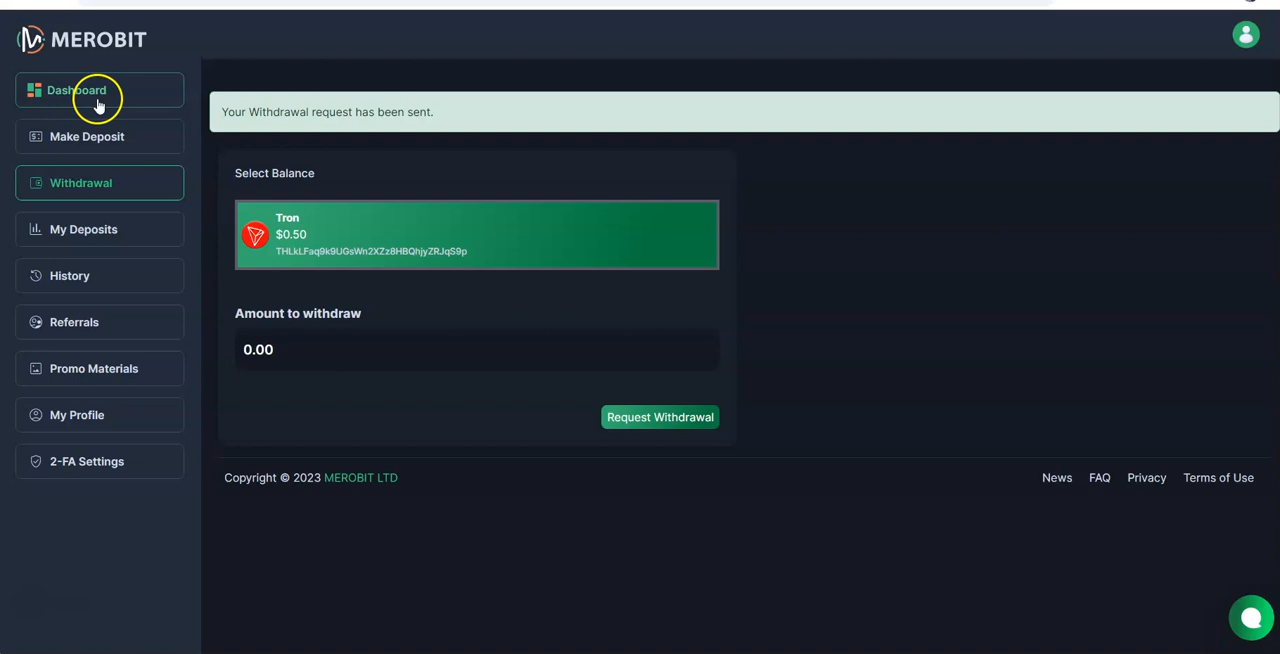 MEROBIT
Dashboard
Make Deposit
Withdrawal
My Deposits
History
Referrals
Promo Materials
My Profile
2-FA Settings
Your Withdrawal request has been sent.
Select Balance
Tron
$0.50
THLkLFaq9k9UGsWn2XZz8HBQhjyZRJqS9p
Amount to withdraw
0.00
Request Withdrawal
Copyright © 2023 MEROBIT LTD
News FAQ Privacy Terms of Use